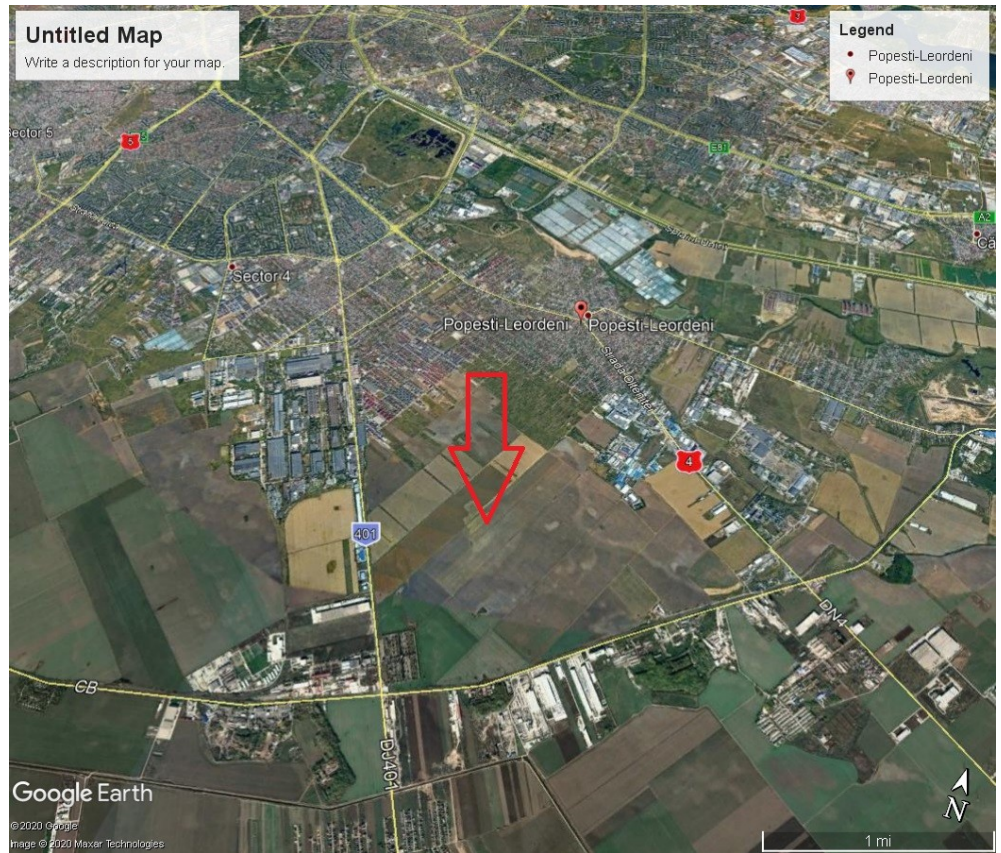 Untitled Map
Write a description for your map.
Legend
Popesti-Leordeni
Popesti-Leordeni
Sector 5
5
E81
A2
Sector 4
Popesti-Leordeni
Popesti-Leordeni
4
401
DN4
CB
DJ401
Google Earth
© 2020 Google
Image © 2020 Maxar Technologies
N
1 mi